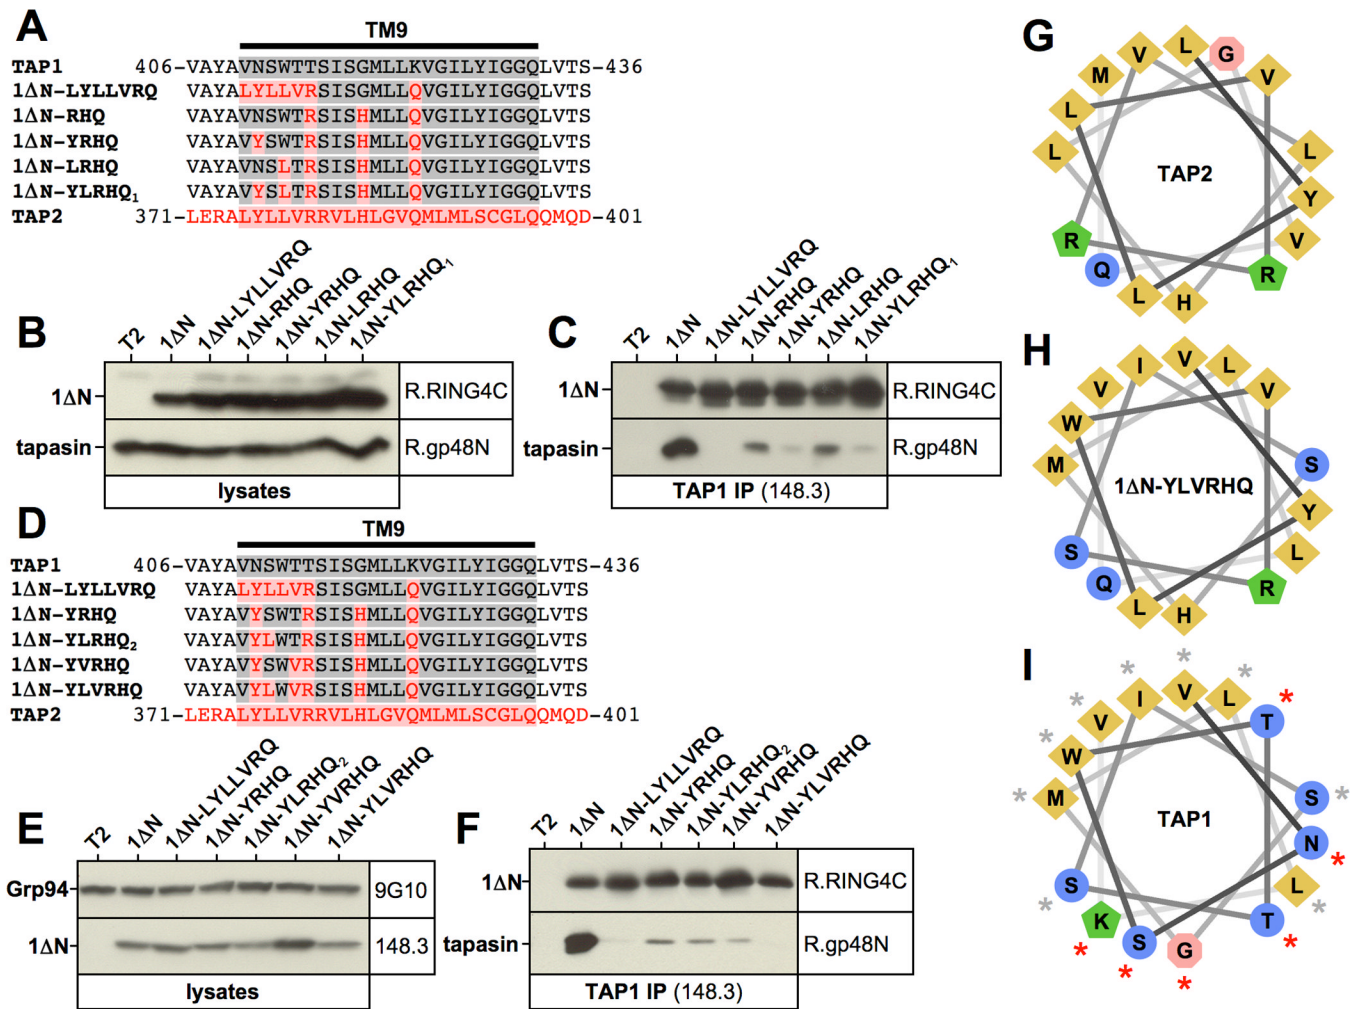 A
TM9
TAP1 406–VAYAVNSWTTSISGMLLKVGILYIGGQLVTS–436
1ΔN–LYLLVRQ VAYALYLLVRSISGMLLQVGILYIGGQLVTS
1ΔN–RHQ VAYAVNSWTRSISHMLLQVGILYIGGQLVTS
1ΔN–YRHQ VAYAVYSWTRSISHMLLQVGILYIGGQLVTS
1ΔN–LRHQ VAYAVNSLTRSISHMLLQVGILYIGGQLVTS
1ΔN–YLRHQ₁ VAYAVYSLTRSISHMLLQVGILYIGGQLVTS
TAP2 371–LERALYLLVRRVLHLGVQMLMLSCGLQQMQD–401
B
T2 1ΔN 1ΔN-LYLLVRQ 1ΔN-RHQ 1ΔN-YRHQ 1ΔN-LRHQ 1ΔN-YLRHQ₁
1ΔN R.RING4C
tapasin R.gp48N
lysates
C
T2 1ΔN 1ΔN-LYLLVRQ 1ΔN-RHQ 1ΔN-YRHQ 1ΔN-LRHQ 1ΔN-YLRHQ₁
1ΔN R.RING4C
tapasin R.gp48N
TAP1 IP (148.3)
D
TM9
TAP1 406–VAYAVNSWTTSISGMLLKVGILYIGGQLVTS–436
1ΔN–LYLLVRQ VAYALYLLVRSISGMLLQVGILYIGGQLVTS
1ΔN–YRHQ VAYAVYSWTRSISHMLLQVGILYIGGQLVTS
1ΔN–YLRHQ₂ VAYAVYLWTRSISHMLLQVGILYIGGQLVTS
1ΔN–YVRHQ VAYAVYSWVRSISHMLLQVGILYIGGQLVTS
1ΔN–YLVRHQ VAYAVYLWVRSISHMLLQVGILYIGGQLVTS
TAP2 371–LERALYLLVRRVLHLGVQMLMLSCGLQQMQD–401
E
T2 1ΔN 1ΔN-LYLLVRQ 1ΔN-YRHQ 1ΔN-YLRHQ₂ 1ΔN-YVRHQ 1ΔN-YLVRHQ
Grp94 9G10
1ΔN 148.3
lysates
F
T2 1ΔN 1ΔN-LYLLVRQ 1ΔN-YRHQ 1ΔN-YLRHQ₂ 1ΔN-YVRHQ 1ΔN-YLVRHQ
1ΔN R.RING4C
tapasin R.gp48N
TAP1 IP (148.3)
G
V L G
M V
L
L L
TAP2
Y
R V
Q R
L H
H
I V L
V V
W
M S
1ΔN-YLVRHQ
Y
S L
Q R
L H
I
* * *
I V L
* V T *
* W
* M S *
TAP1
N *
* S L *
K T
* S G *
* *